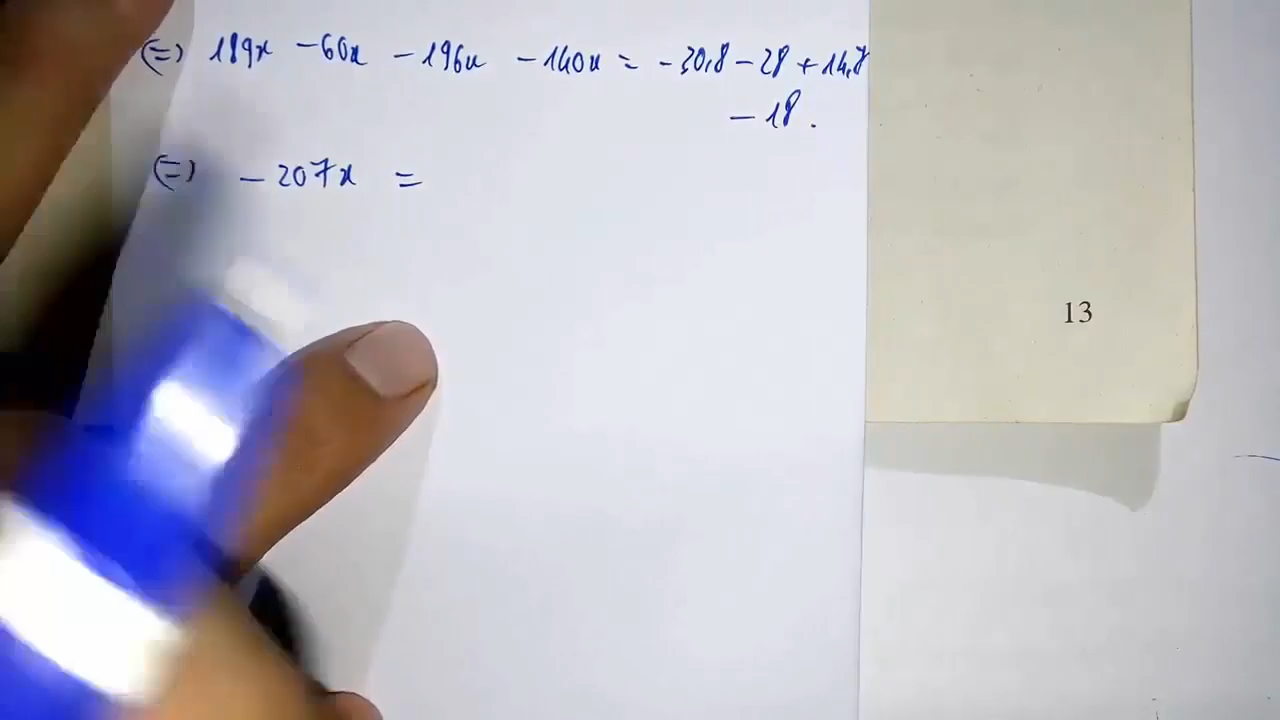 (=) 189x - 60x - 196x - 140x = -30,8 - 28 + 14,8
- 18.
(=) - 207x =
13